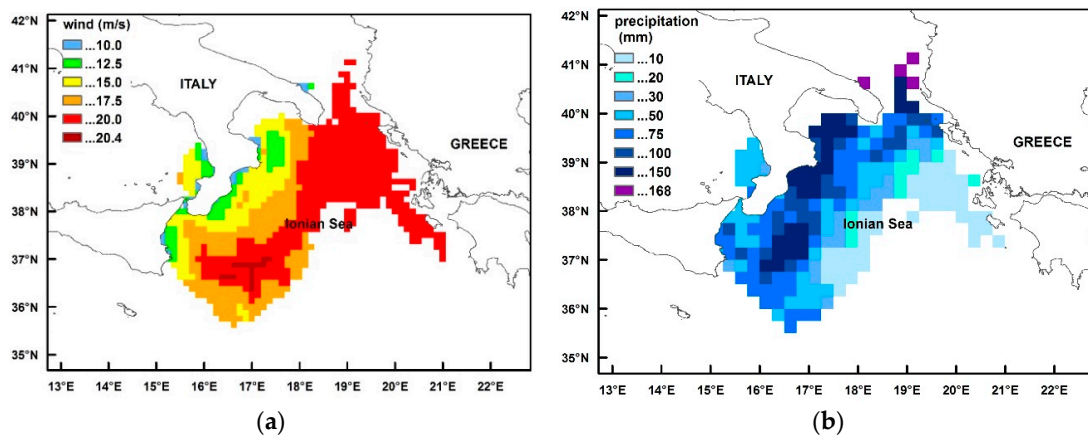 42°N
41°N
40°N
39°N
38°N
37°N
36°N
35°N
wind (m/s)
...10.0
...12.5
...15.0
...17.5
...20.0
...20.4
ITALY
GREECE
Ionian Sea
13°E 14°E 15°E 16°E 17°E 18°E 19°E 20°E 21°E 22°E
(a)
42°N
41°N
40°N
39°N
38°N
37°N
36°N
35°N
precipitation
(mm)
...10
...20
...30
...50
...75
...100
...150
...168
ITALY
GREECE
Ionian Sea
13°E 14°E 15°E 16°E 17°E 18°E 19°E 20°E 21°E 22°E
(b)